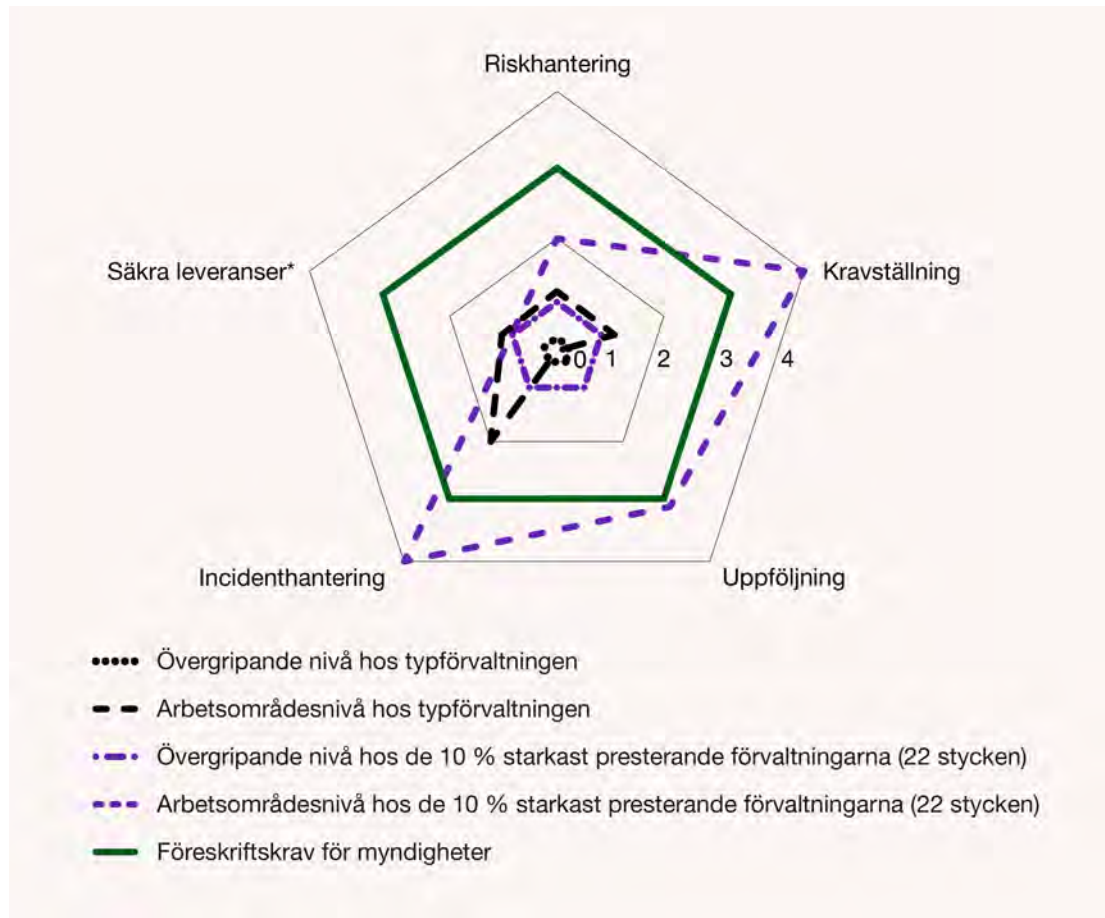 Riskhantering
Säkra leveranser*
Kravställning
0 1 2 3 4
Incidenthantering
Uppföljning
Övergripande nivå hos typförvaltningen
Arbetsområdesnivå hos typförvaltningen
Övergripande nivå hos de 10 % starkast presterande förvaltningarna (22 stycken)
Arbetsområdesnivå hos de 10 % starkast presterande förvaltningarna (22 stycken)
Föreskriftskrav för myndigheter